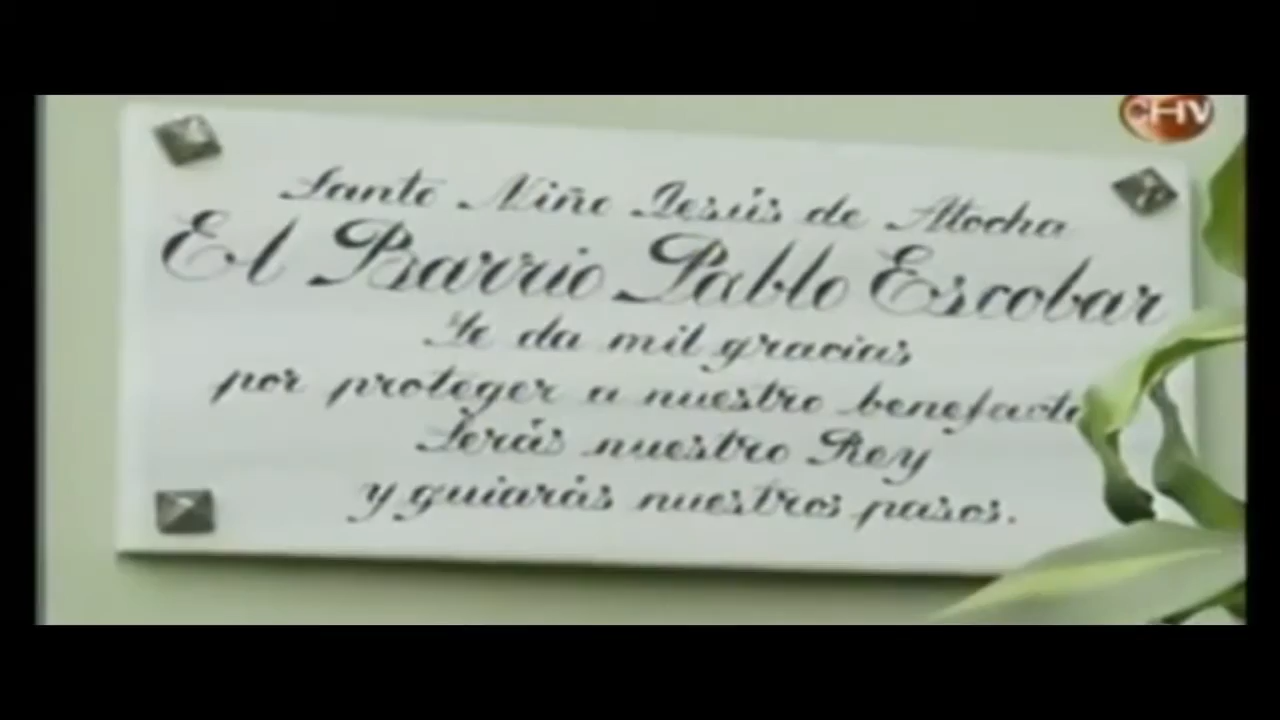 CHV
Santo Niño Jesús de Atocha
El Barrio Pablo Escobar
Te da mil gracias
por proteger a nuestro
Serás nuestro Rey
y guiarás nuestros pasos.